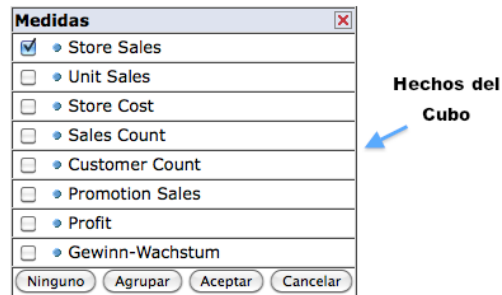 Medidas
Store Sales
Unit Sales
Store Cost
Sales Count
Customer Count
Promotion Sales
Profit
Gewinn-Wachstum
Ninguno Agrupar Aceptar Cancelar
Hechos del
Cubo